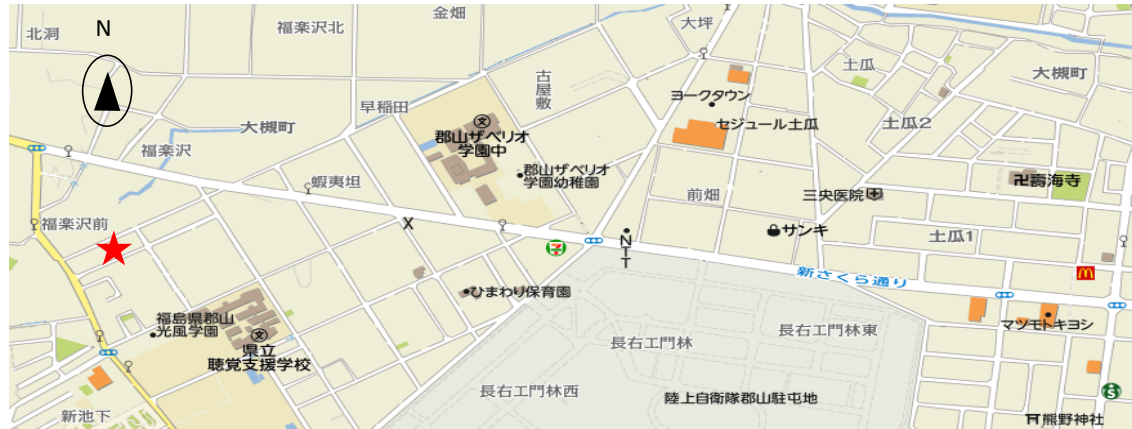 N
北洞
福楽沢北
金畑
大坪
古屋敷
早稲田
大槻町
福楽沢
蝦夷坦
福楽沢前
郡山ザベリオ
学園中
郡山ザベリオ
学園幼稚園
ヨークタウン
セジュール土瓜
土瓜
大槻町
土瓜2
前畑
三央医院
卍壽海寺
サンキ
土瓜1
X
NTT
新さくら通り
ひまわり保育園
福島県郡山
光風学園
文
文
県立
聴覚支援学校
新池下
長右エ門林
長右エ門林東
長右エ門林西
陸上自衛隊郡山駐屯地
マツモトキヨシ
熊野神社
7
M
S